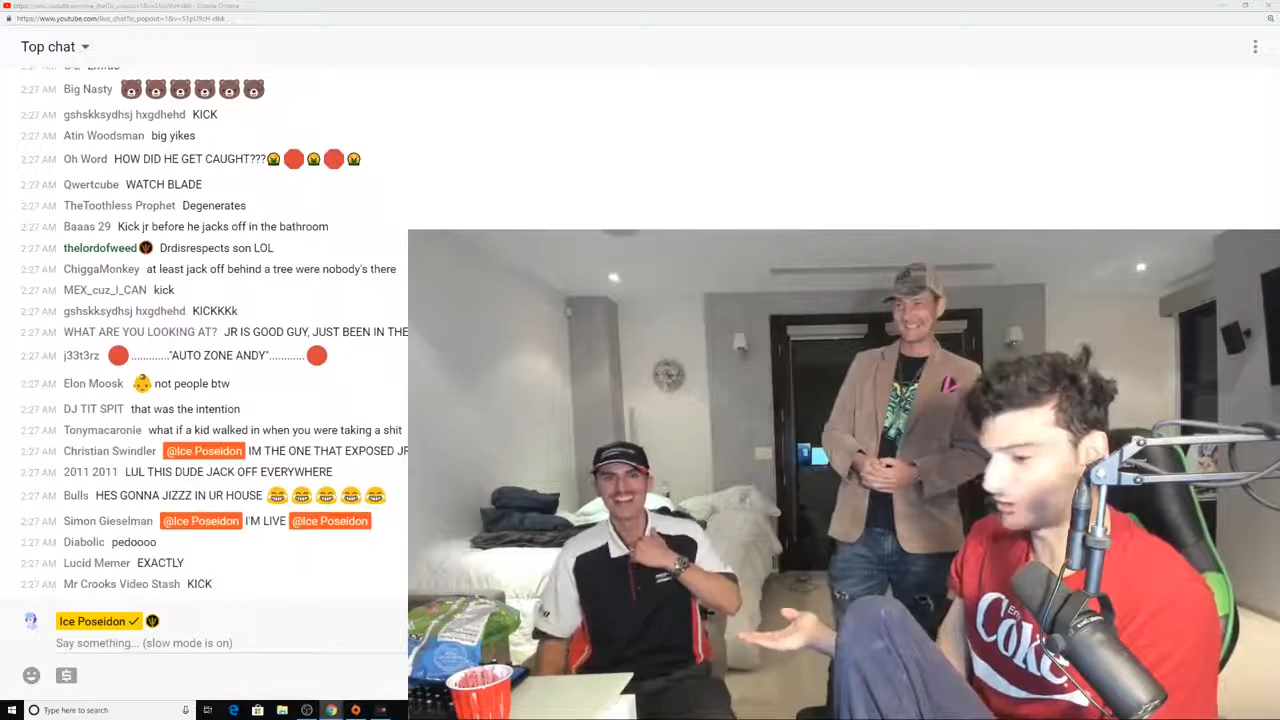 https://www.youtube.com/live_chat?is_popout=1&v=S1pU9cH-dbk
Top chat
2:27 AM Big Nasty
2:27 AM gshskksydhsj hxgdhehd KICK
2:27 AM Atin Woodsman big yikes
2:27 AM Oh Word HOW DID HE GET CAUGHT???
2:27 AM Qwertcube WATCH BLADE
2:27 AM TheToothless Prophet Degenerates
2:27 AM Baaas 29 Kick jr before he jacks off in the bathroom
2:27 AM thelordofweed Drdisrespects son LOL
2:27 AM ChiggaMonkey at least jack off behind a tree were nobody's there
2:27 AM MEX_cuz_I_CAN kick
2:27 AM gshskksydhsj hxgdhehd KICKKKk
2:27 AM WHAT ARE YOU LOOKING AT? JR IS GOOD GUY, JUST BEEN IN THE
2:27 AM j33t3rz ............"AUTO ZONE ANDY"............
2:27 AM Elon Moosk not people btw
2:27 AM DJ TIT SPIT that was the intention
2:27 AM Tonymacaronie what if a kid walked in when you were taking a shit
2:27 AM Christian Swindler @Ice Poseidon IM THE ONE THAT EXPOSED JR
2:27 AM 2011 2011 LUL THIS DUDE JACK OFF EVERYWHERE
2:27 AM Bulls HES GONNA JIZZZ IN UR HOUSE
2:27 AM Simon Gieselman @Ice Poseidon I'M LIVE @Ice Poseidon
2:27 AM Diabolic pedoooo
2:27 AM Lucid Memer EXACTLY
2:27 AM Mr Crooks Video Stash KICK
Ice Poseidon
Say something... (slow mode is on)
Type here to search
Enjoy
Coke